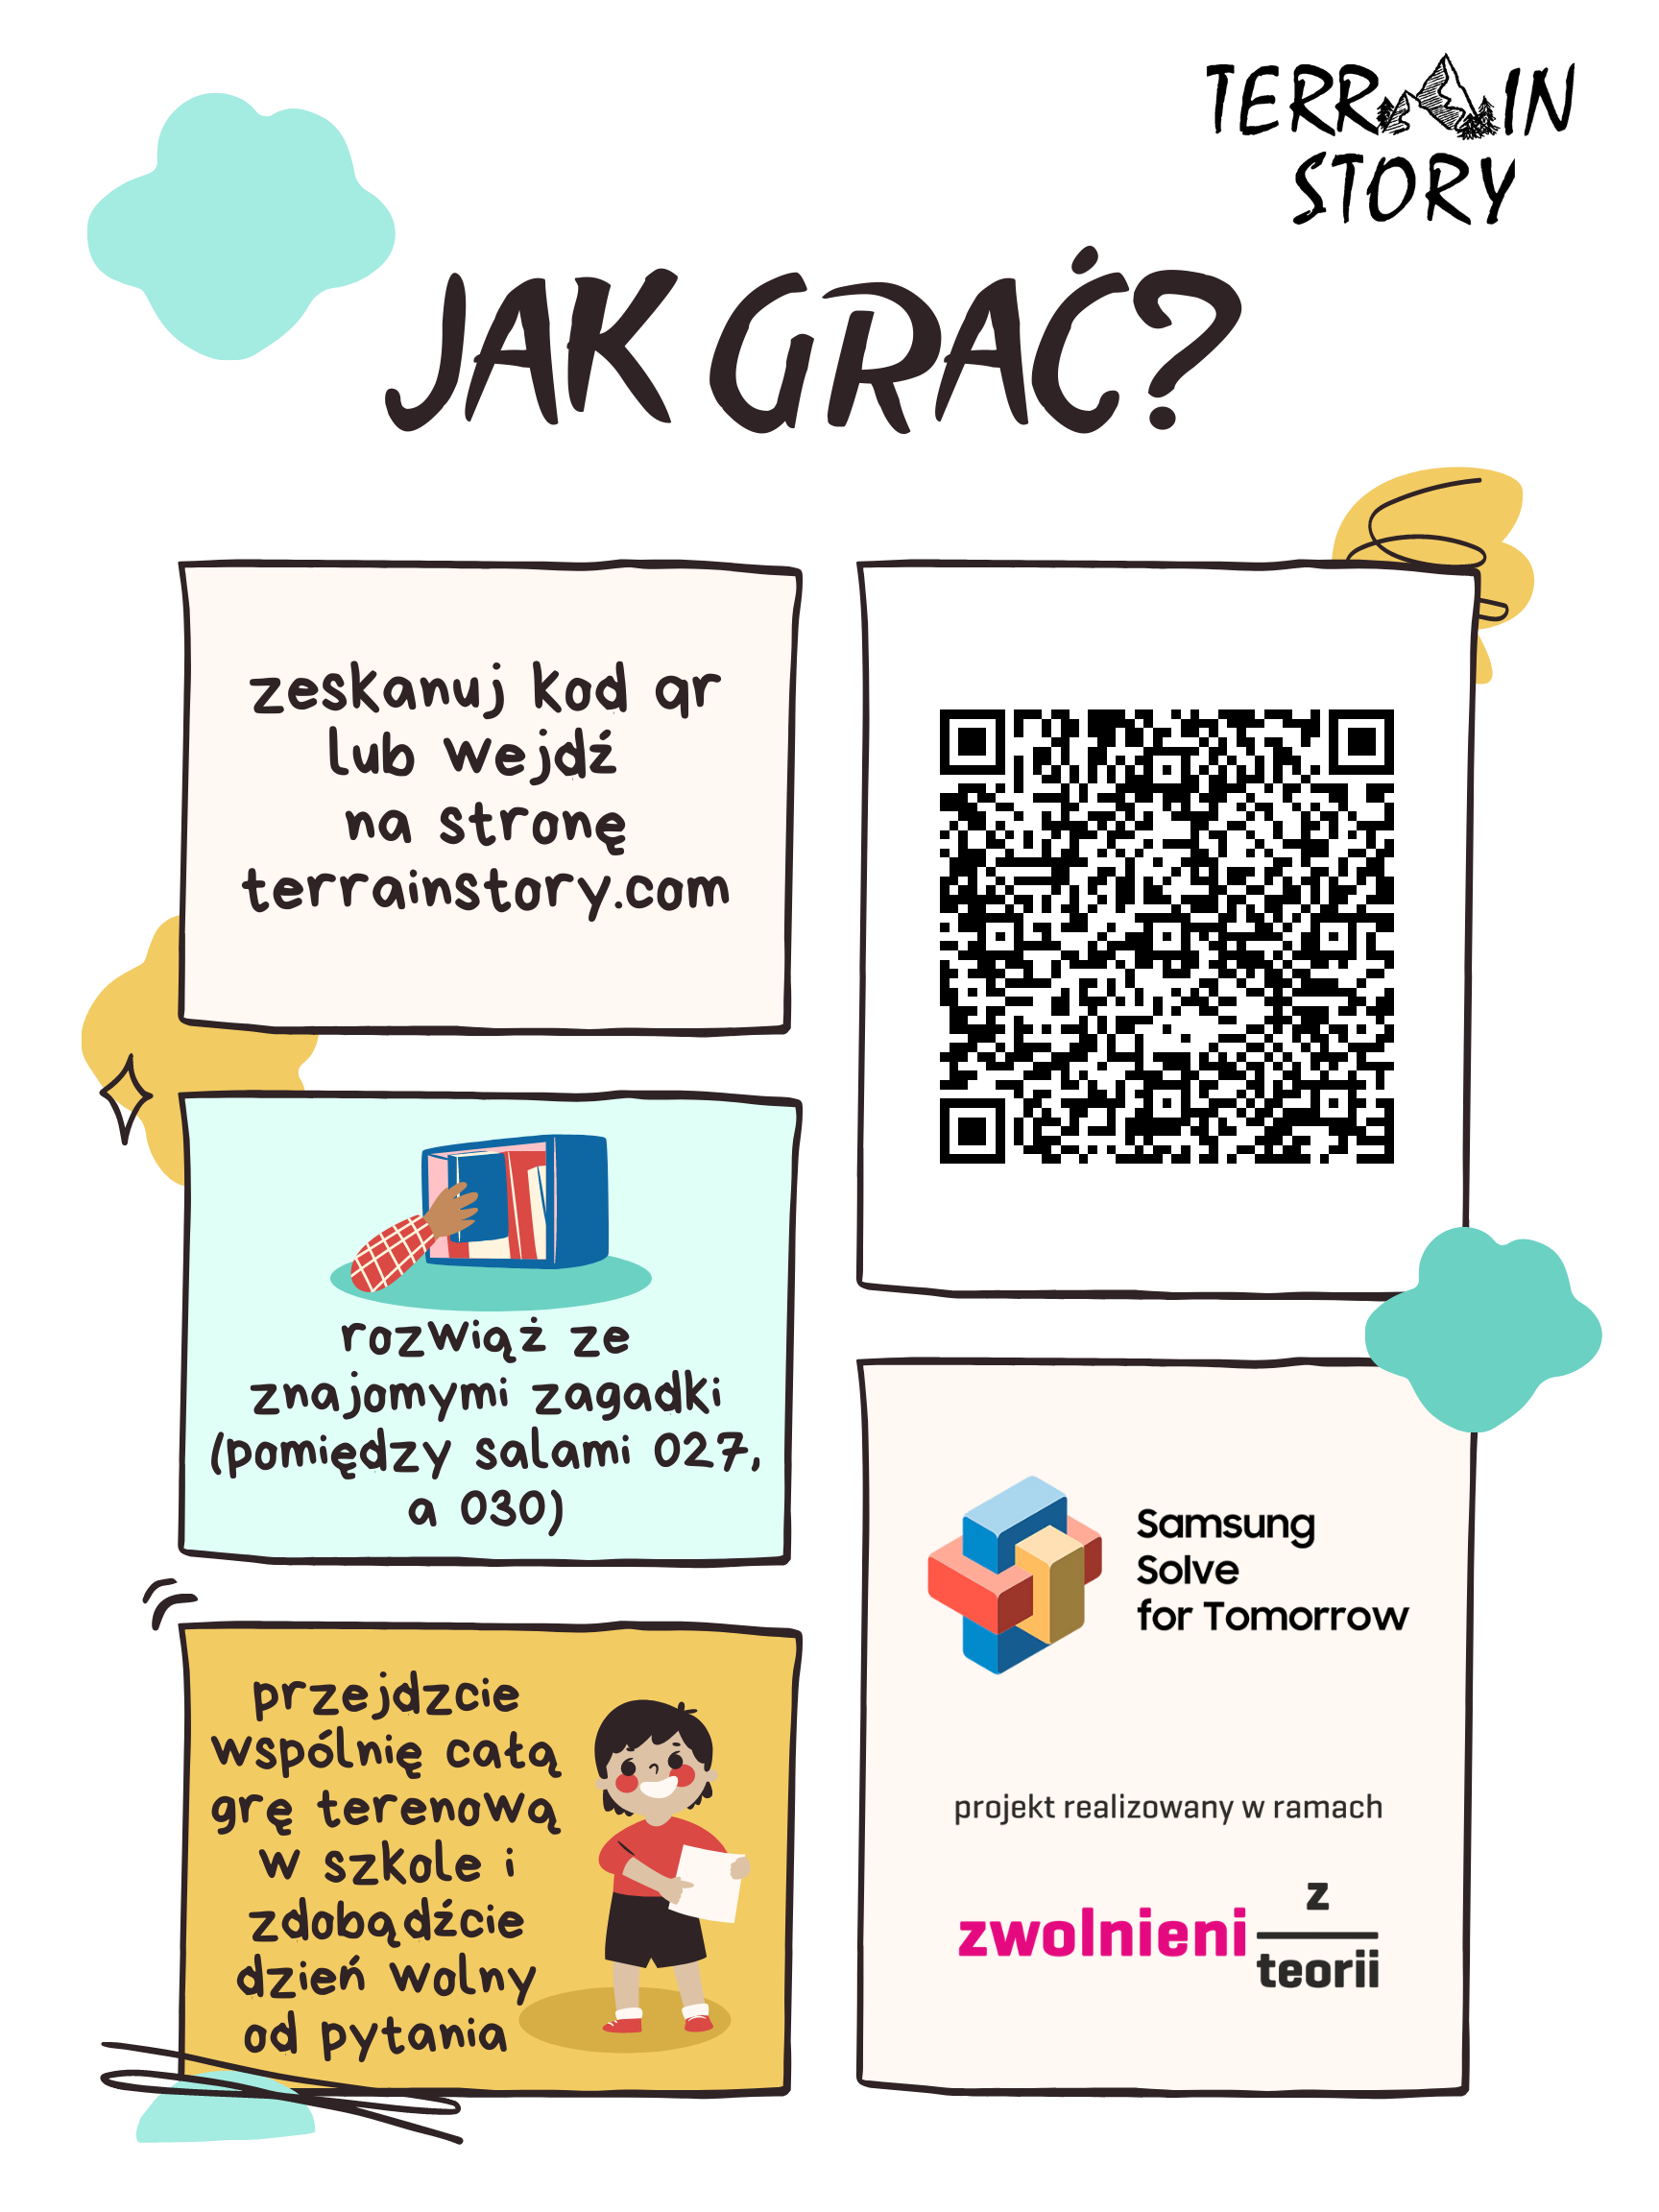 TERRAIN
STORY
JAK GRAĆ?
zeskanuj kod qr
lub wejdź
na stronę
terrainstory.com
rozwiąż ze
znajomymi zagadki
(pomiędzy salami 027,
a 030)
przejdzcie
wspólnię całą
grę terenową
w szkole i
zdobądźcie
dzień wolny
od pytania
Samsung
Solve
for Tomorrow
projekt realizowany w ramach
zwolnieni z
teorii